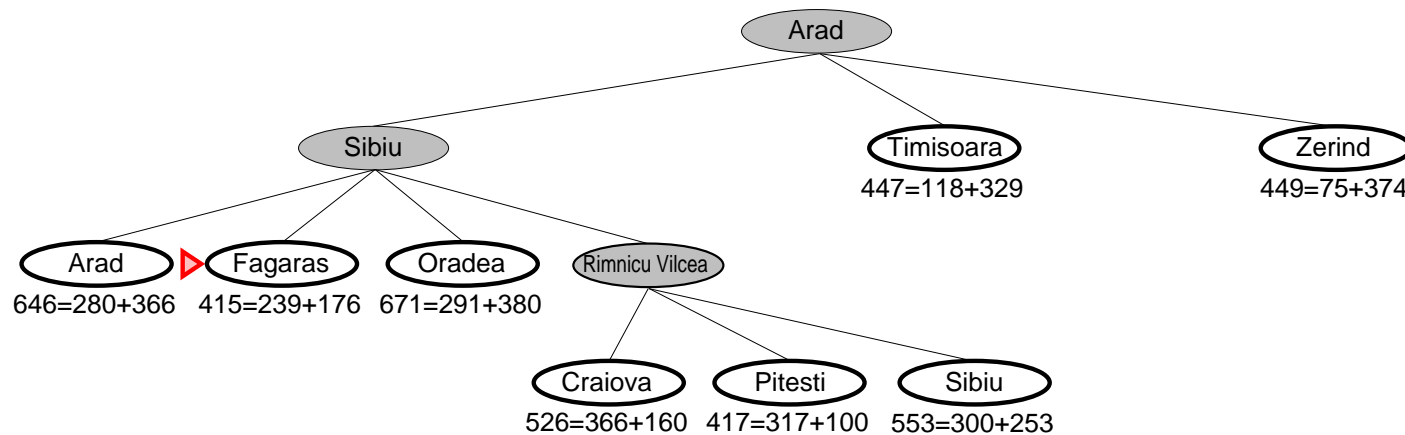 Arad
Sibiu
Timisoara
Zerind
447=118+329
449=75+374
Arad
Fagaras
Oradea
Rimnicu Vilcea
646=280+366
415=239+176
671=291+380
Craiova
Pitesti
Sibiu
526=366+160
417=317+100
553=300+253